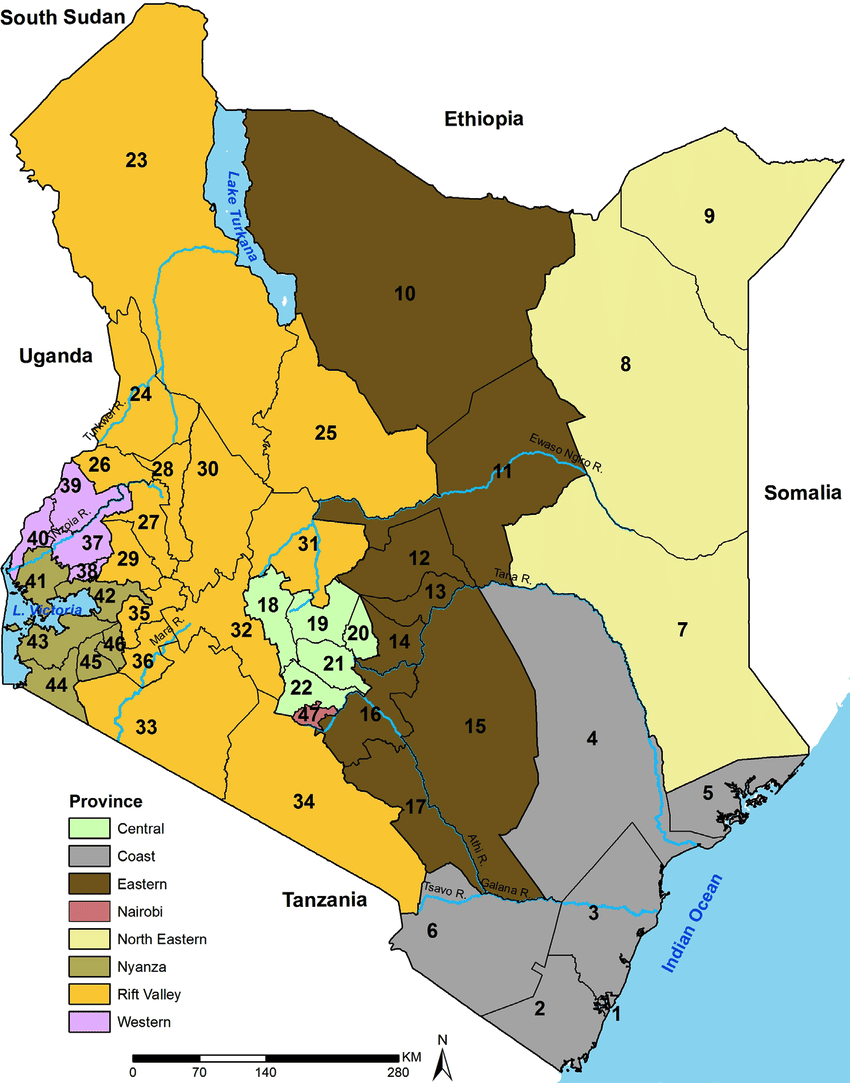 South Sudan
Ethiopia
23
9
Lake Turkana
10
Uganda
8
24
Turkwel R.
25
26
28
30
Ewaso Ngiro R.
11
39
Somalia
27
Nzoia R.
40
37
31
12
29
38
41
42
Tana R.
13
18
L. Victoria
35
19
20
7
Mara R.
32
43
46
14
45
36
21
44
22
47
16
33
15
4
34
5
17
Athi R.
Tanzania
Tsavo R.
Galana R.
3
6
Indian Ocean
2
1
Province
Central
Coast
Eastern
Nairobi
North Eastern
Nyanza
Rift Valley
Western
N
KM
0 70 140 280